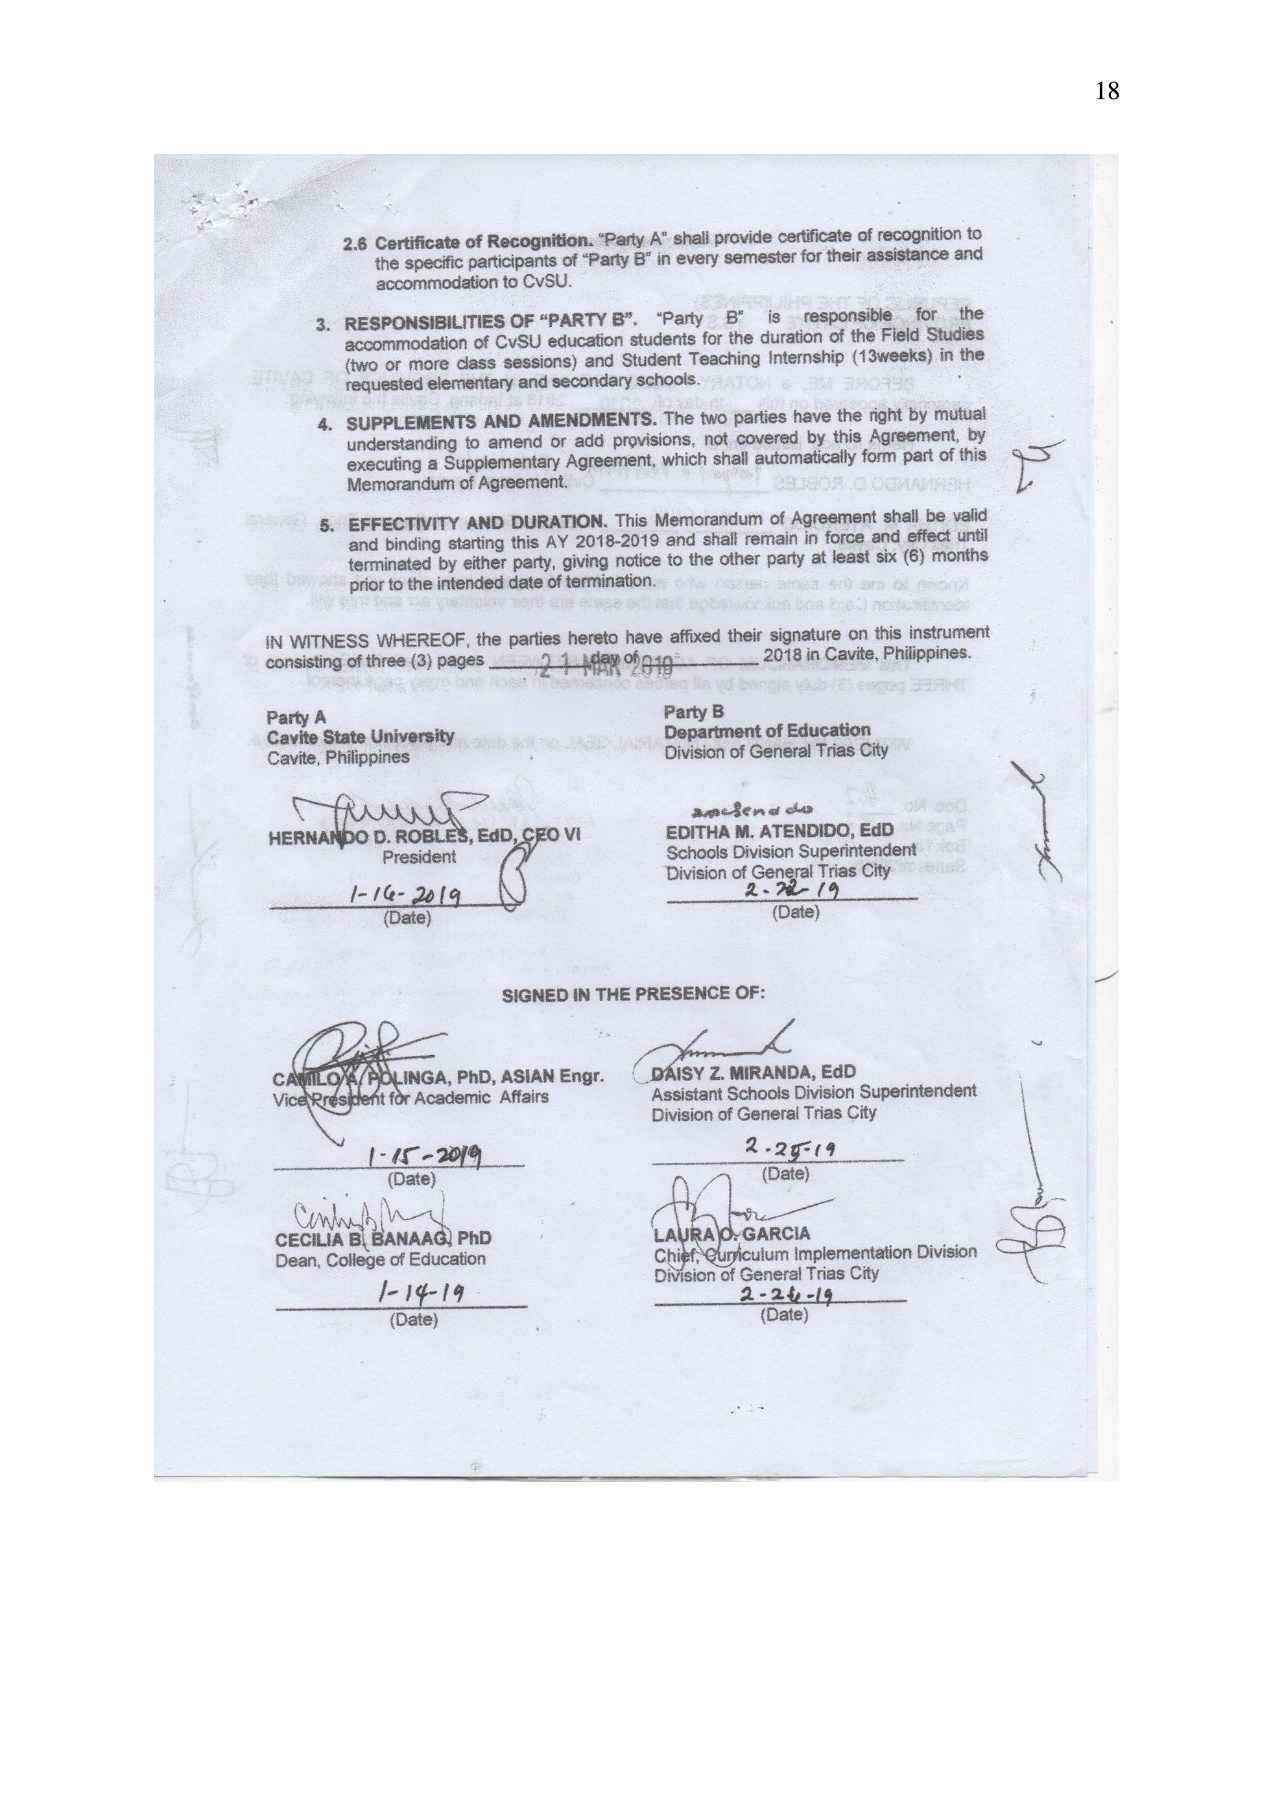 18
2.6 Certificate of Recognition. “Party A” shall provide certificate of recognition to
the specific participants of “Party B” in every semester for their assistance and
accommodation to CvSU.
3. RESPONSIBILITIES OF “PARTY B”. “Party B” is responsible for the
accommodation of CvSU education students for the duration of the Field Studies
(two or more class sessions) and Student Teaching Internship (13weeks) in the
requested elementary and secondary schools.
4. SUPPLEMENTS AND AMENDMENTS. The two parties have the right by mutual
understanding to amend or add provisions, not covered by this Agreement, by
executing a Supplementary Agreement, which shall automatically form part of this
Memorandum of Agreement.
5. EFFECTIVITY AND DURATION. This Memorandum of Agreement shall be valid
and binding starting this AY 2018-2019 and shall remain in force and effect until
terminated by either party, giving notice to the other party at least six (6) months
prior to the intended date of termination.
IN WITNESS WHEREOF, the parties hereto have affixed their signature on this instrument
consisting of three (3) pages 21 MAR 2019 day of 2018 in Cavite, Philippines.
Party A
Cavite State University
Cavite, Philippines
HERNANDO D. ROBLES, EdD, CEO VI
President
1-16-2019
(Date)
Party B
Department of Education
Division of General Trias City
EDITHA M. ATENDIDO, EdD
Schools Division Superintendent
Division of General Trias City
2-22-19
(Date)
SIGNED IN THE PRESENCE OF:
CAMILO A. POLINGA, PhD, ASIAN Engr.
Vice President for Academic Affairs
1-15-2019
(Date)
DAISY Z. MIRANDA, EdD
Assistant Schools Division Superintendent
Division of General Trias City
2-25-19
(Date)
CECILIA B. BANAAG, PhD
Dean, College of Education
1-14-19
(Date)
LAURA O. GARCIA
Chief, Curriculum Implementation Division
Division of General Trias City
2-26-19
(Date)